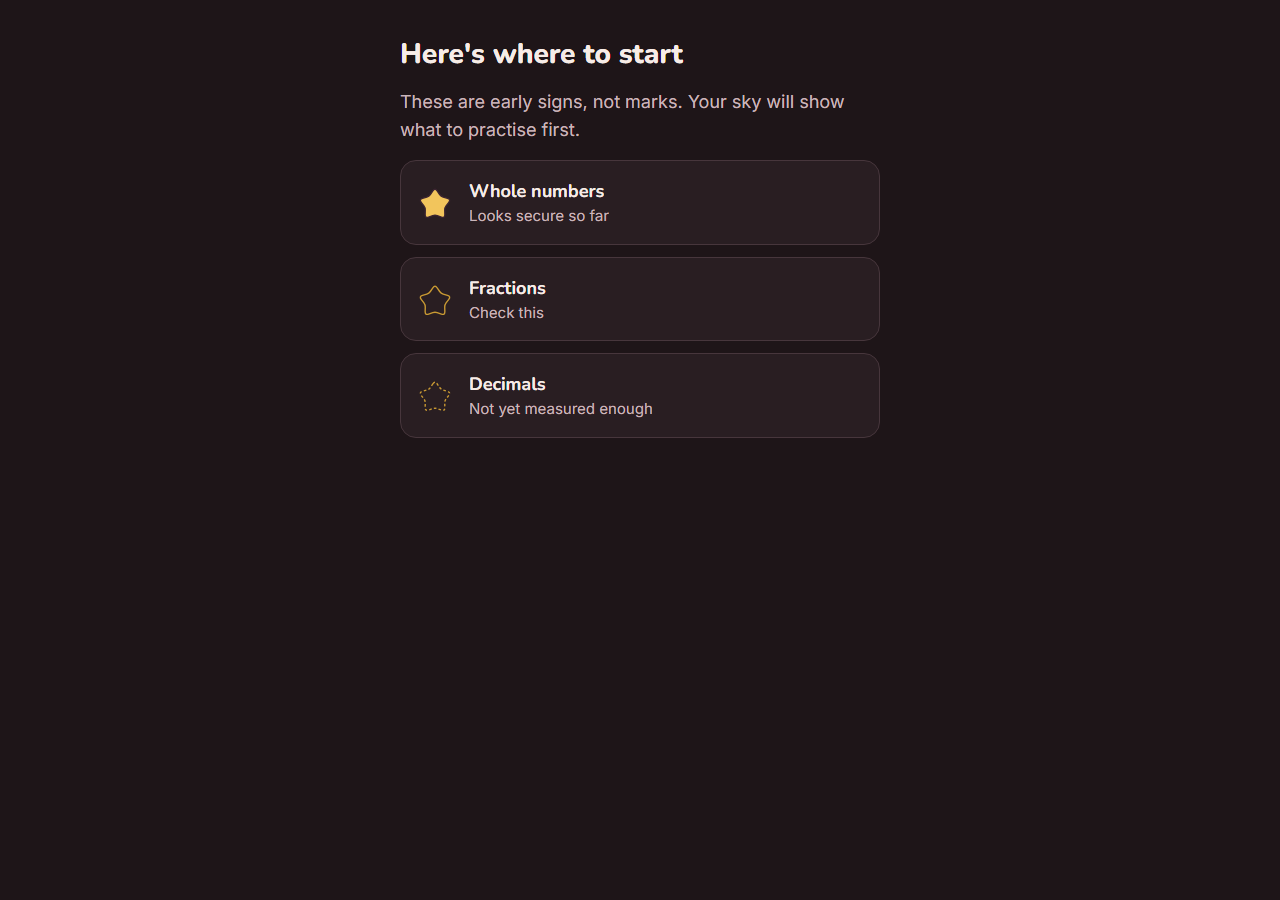 Here's where to start
These are early signs, not marks. Your sky will show
what to practise first.
Whole numbers
Looks secure so far
Fractions
Check this
Decimals
Not yet measured enough